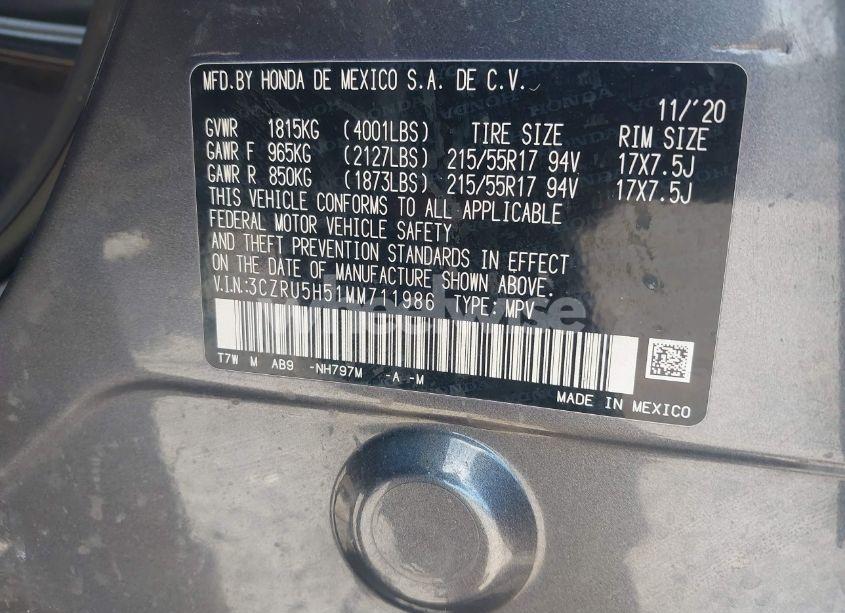 MFD.BY HONDA DE MEXICO S.A. DE C.V.
11/'20
GVWR 1815KG (4001LBS) TIRE SIZE RIM SIZE
GAWR F 965KG (2127LBS) 215/55R17 94V 17X7.5J
GAWR R 850KG (1873LBS) 215/55R17 94V 17X7.5J
THIS VEHICLE CONFORMS TO ALL APPLICABLE
FEDERAL MOTOR VEHICLE SAFETY
AND THEFT PREVENTION STANDARDS IN EFFECT
ON THE DATE OF MANUFACTURE SHOWN ABOVE.
V.I.N.:3CZRU5H51MM711986 TYPE: MPV
wheelwise
T7W M AB9 -NH797M -A -M
MADE IN MEXICO